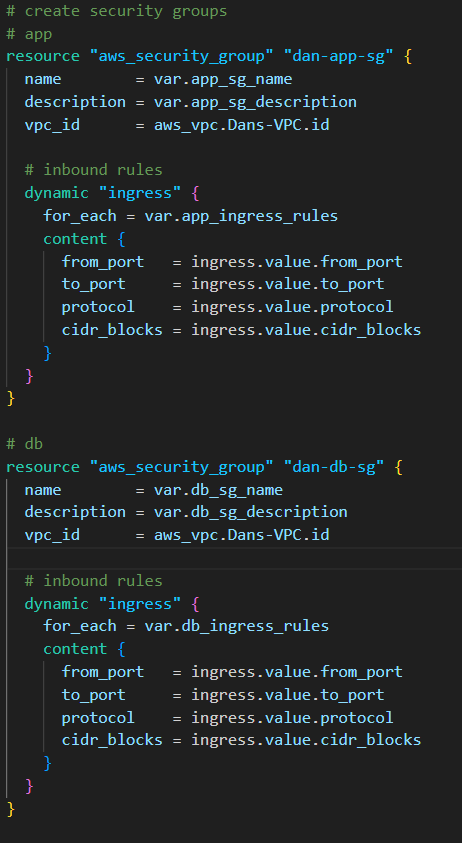 # create security groups
# app
resource "aws_security_group" "dan-app-sg" {
  name        = var.app_sg_name
  description = var.app_sg_description
  vpc_id      = aws_vpc.Dans-VPC.id

  # inbound rules
  dynamic "ingress" {
    for_each = var.app_ingress_rules
    content {
      from_port   = ingress.value.from_port
      to_port     = ingress.value.to_port
      protocol    = ingress.value.protocol
      cidr_blocks = ingress.value.cidr_blocks
    }
  }
}

# db
resource "aws_security_group" "dan-db-sg" {
  name        = var.db_sg_name
  description = var.db_sg_description
  vpc_id      = aws_vpc.Dans-VPC.id

  # inbound rules
  dynamic "ingress" {
    for_each = var.db_ingress_rules
    content {
      from_port   = ingress.value.from_port
      to_port     = ingress.value.to_port
      protocol    = ingress.value.protocol
      cidr_blocks = ingress.value.cidr_blocks
    }
  }
}